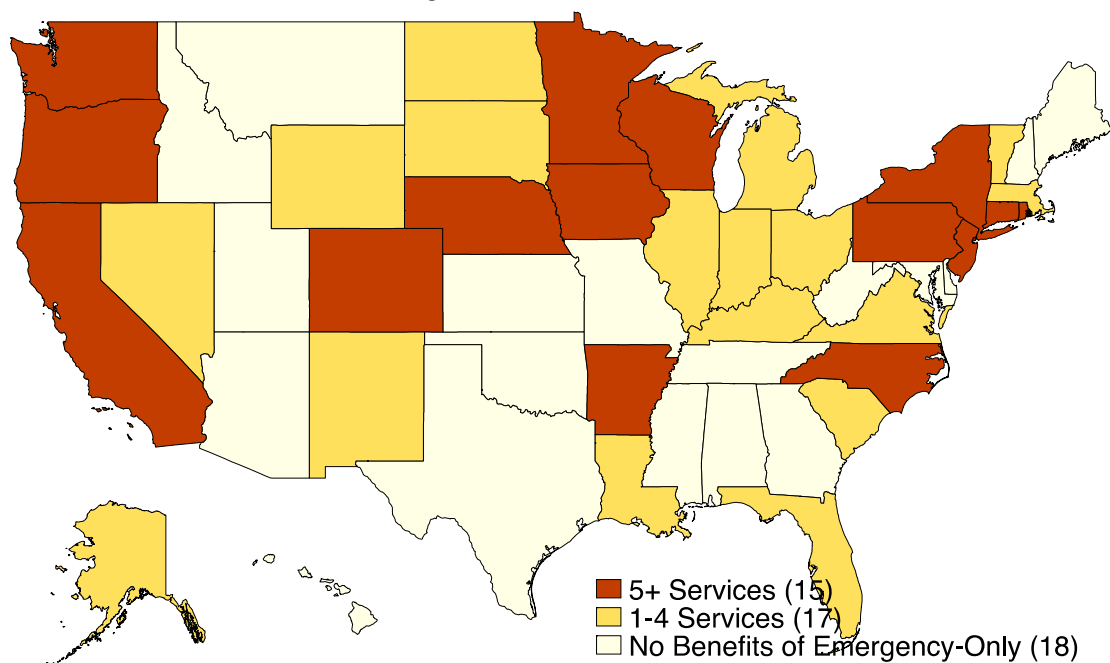 5+ Services (15)
1-4 Services (17)
No Benefits of Emergency-Only (18)